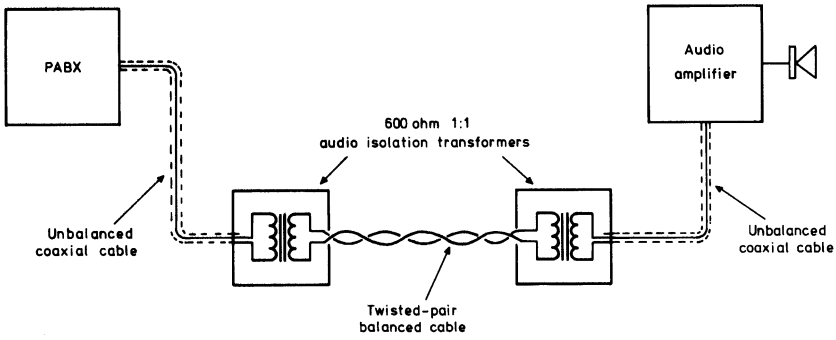 PABX
Audio
amplifier
600 ohm 1:1
audio isolation transformers
Unbalanced
coaxial cable
Unbalanced
coaxial cable
Twisted-pair
balanced cable